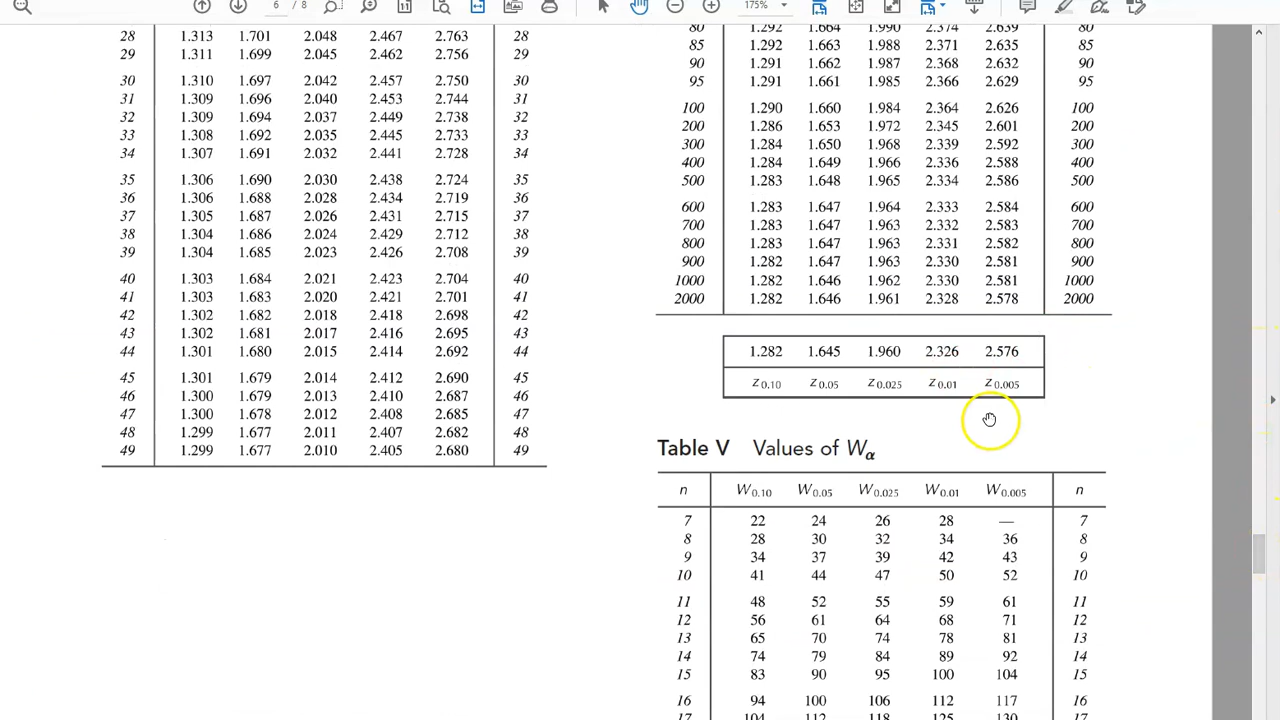 6 / 8 175%
28 1.313 1.701 2.048 2.467 2.763 28
29 1.311 1.699 2.045 2.462 2.756 29
30 1.310 1.697 2.042 2.457 2.750 30
31 1.309 1.696 2.040 2.453 2.744 31
32 1.309 1.694 2.037 2.449 2.738 32
33 1.308 1.692 2.035 2.445 2.733 33
34 1.307 1.691 2.032 2.441 2.728 34
35 1.306 1.690 2.030 2.438 2.724 35
36 1.306 1.688 2.028 2.434 2.719 36
37 1.305 1.687 2.026 2.431 2.715 37
38 1.304 1.686 2.024 2.429 2.712 38
39 1.304 1.685 2.023 2.426 2.708 39
40 1.303 1.684 2.021 2.423 2.704 40
41 1.303 1.683 2.020 2.421 2.701 41
42 1.302 1.682 2.018 2.418 2.698 42
43 1.302 1.681 2.017 2.416 2.695 43
44 1.301 1.680 2.015 2.414 2.692 44
45 1.301 1.679 2.014 2.412 2.690 45
46 1.300 1.679 2.013 2.410 2.687 46
47 1.300 1.678 2.012 2.408 2.685 47
48 1.299 1.677 2.011 2.407 2.682 48
49 1.299 1.677 2.010 2.405 2.680 49
80 1.292 1.664 1.990 2.374 2.639 80
85 1.292 1.663 1.988 2.371 2.635 85
90 1.291 1.662 1.987 2.368 2.632 90
95 1.291 1.661 1.985 2.366 2.629 95
100 1.290 1.660 1.984 2.364 2.626 100
200 1.286 1.653 1.972 2.345 2.601 200
300 1.284 1.650 1.968 2.339 2.592 300
400 1.284 1.649 1.966 2.336 2.588 400
500 1.283 1.648 1.965 2.334 2.586 500
600 1.283 1.647 1.964 2.333 2.584 600
700 1.283 1.647 1.963 2.332 2.583 700
800 1.283 1.647 1.963 2.331 2.582 800
900 1.282 1.647 1.963 2.330 2.581 900
1000 1.282 1.646 1.962 2.330 2.581 1000
2000 1.282 1.646 1.961 2.328 2.578 2000
1.282 1.645 1.960 2.326 2.576
z0.10 z0.05 z0.025 z0.01 z0.005
Table V Values of Wα
n W0.10 W0.05 W0.025 W0.01 W0.005 n
7 22 24 26 28 — 7
8 28 30 32 34 36 8
9 34 37 39 42 43 9
10 41 44 47 50 52 10
11 48 52 55 59 61 11
12 56 61 64 68 71 12
13 65 70 74 78 81 13
14 74 79 84 89 92 14
15 83 90 95 100 104 15
16 94 100 106 112 117 16
17 104 112 118 125 130 17